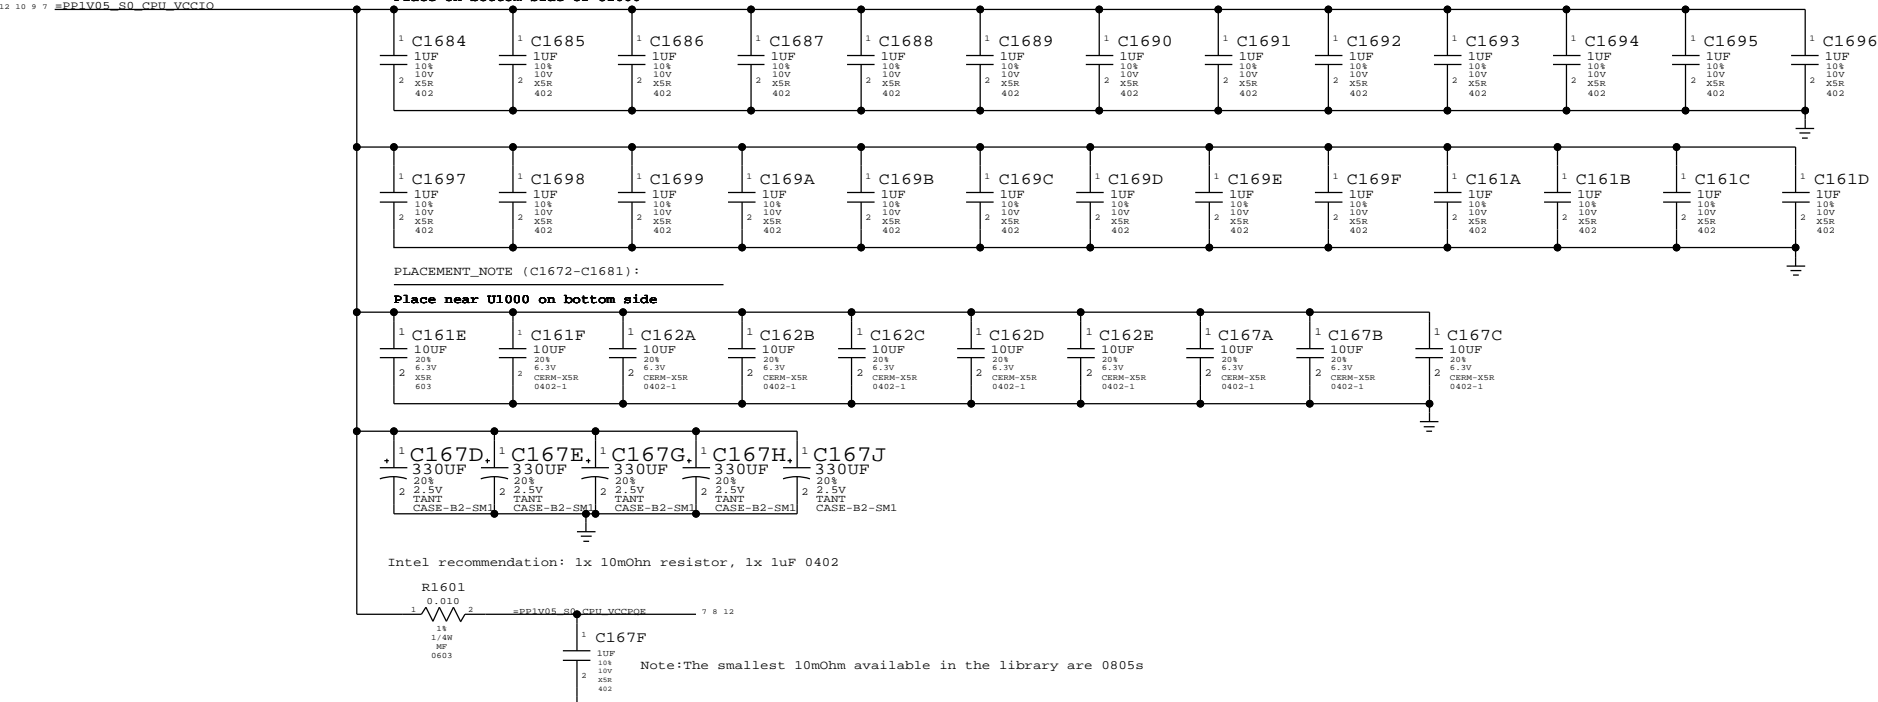 12 10 9 7 =PP1V05_S0_CPU_VCCIO
C1684 C1685 C1686 C1687 C1688 C1689 C1690 C1691 C1692 C1693 C1694 C1695 C1696
1 1 1 1 1 1 1 1 1 1 1 1 1
1UF 1UF 1UF 1UF 1UF 1UF 1UF 1UF 1UF 1UF 1UF 1UF 1UF
10% 10% 10% 10% 10% 10% 10% 10% 10% 10% 10% 10% 10%
10V 10V 10V 10V 10V 10V 10V 10V 10V 10V 10V 10V 10V
2 2 2 2 2 2 2 2 2 2 2 2 2
X5R X5R X5R X5R X5R X5R X5R X5R X5R X5R X5R X5R X5R
402 402 402 402 402 402 402 402 402 402 402 402 402
C1697 C1698 C1699 C169A C169B C169C C169D C169E C169F C161A C161B C161C C161D
1 1 1 1 1 1 1 1 1 1 1 1 1
1UF 1UF 1UF 1UF 1UF 1UF 1UF 1UF 1UF 1UF 1UF 1UF 1UF
10% 10% 10% 10% 10% 10% 10% 10% 10% 10% 10% 10% 10%
10V 10V 10V 10V 10V 10V 10V 10V 10V 10V 10V 10V 10V
2 2 2 2 2 2 2 2 2 2 2 2 2
X5R X5R X5R X5R X5R X5R X5R X5R X5R X5R X5R X5R X5R
402 402 402 402 402 402 402 402 402 402 402 402 402
PLACEMENT_NOTE (C1672-C1681):
Place near U1000 on bottom side
1 1 1 1 1 1 1 1 1 1
C161E C161F C162A C162B C162C C162D C162E C167A C167B C167C
10UF 10UF 10UF 10UF 10UF 10UF 10UF 10UF 10UF 10UF
20% 20% 20% 20% 20% 20% 20% 20% 20% 20%
6.3V 6.3V 6.3V 6.3V 6.3V 6.3V 6.3V 6.3V 6.3V 6.3V
2 2 2 2 2 2 2 2 2 2
X5R CERM-X5R CERM-X5R CERM-X5R CERM-X5R CERM-X5R CERM-X5R CERM-X5R CERM-X5R CERM-X5R
603 0402-1 0402-1 0402-1 0402-1 0402-1 0402-1 0402-1 0402-1 0402-1
1 C167D 1 C167E 1 C167G 1 C167H 1 C167J
+ + + + +
330UF 330UF 330UF 330UF 330UF
20% 20% 20% 20% 20%
2 2.5V 2 2.5V 2 2.5V 2 2.5V 2 2.5V
TANT TANT TANT TANT TANT
CASE-B2-SM1 CASE-B2-SM1 CASE-B2-SM1 CASE-B2-SM1 CASE-B2-SM1
Intel recommendation: 1x 10mOhn resistor, 1x 1uF 0402
R1601
0.010
1 2 =PP1V05_S0_CPU_VCCPQE 7 8 12
1%
1/4W
MF
0603
1 C167F
1UF
10%
10V
2 X5R
402
Note:The smallest 10mOhm available in the library are 0805s